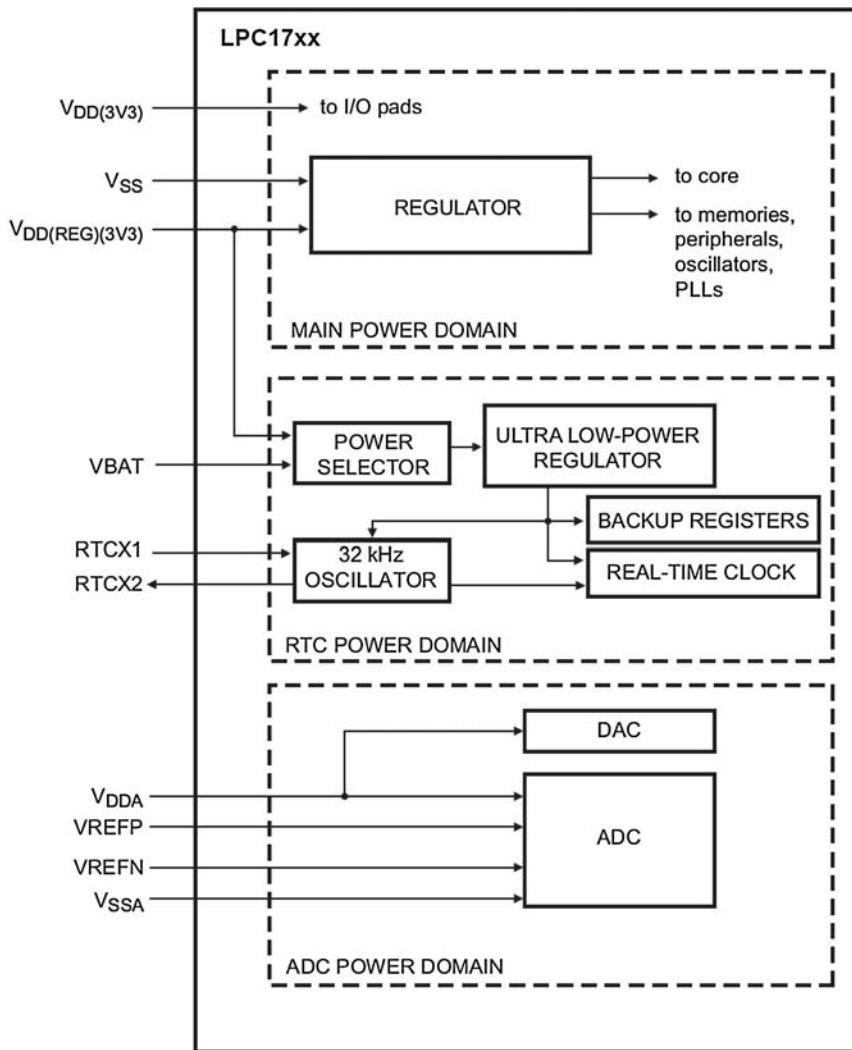 LPC17xx
VDD(3V3)
to I/O pads
VSS
REGULATOR
to core
VDD(REG)(3V3)
to memories,
peripherals,
oscillators,
PLLs
MAIN POWER DOMAIN
POWER
SELECTOR
ULTRA LOW-POWER
REGULATOR
VBAT
BACKUP REGISTERS
RTCX1
32 kHz
OSCILLATOR
REAL-TIME CLOCK
RTCX2
RTC POWER DOMAIN
DAC
VDDA
VREFP
ADC
VREFN
VSSA
ADC POWER DOMAIN